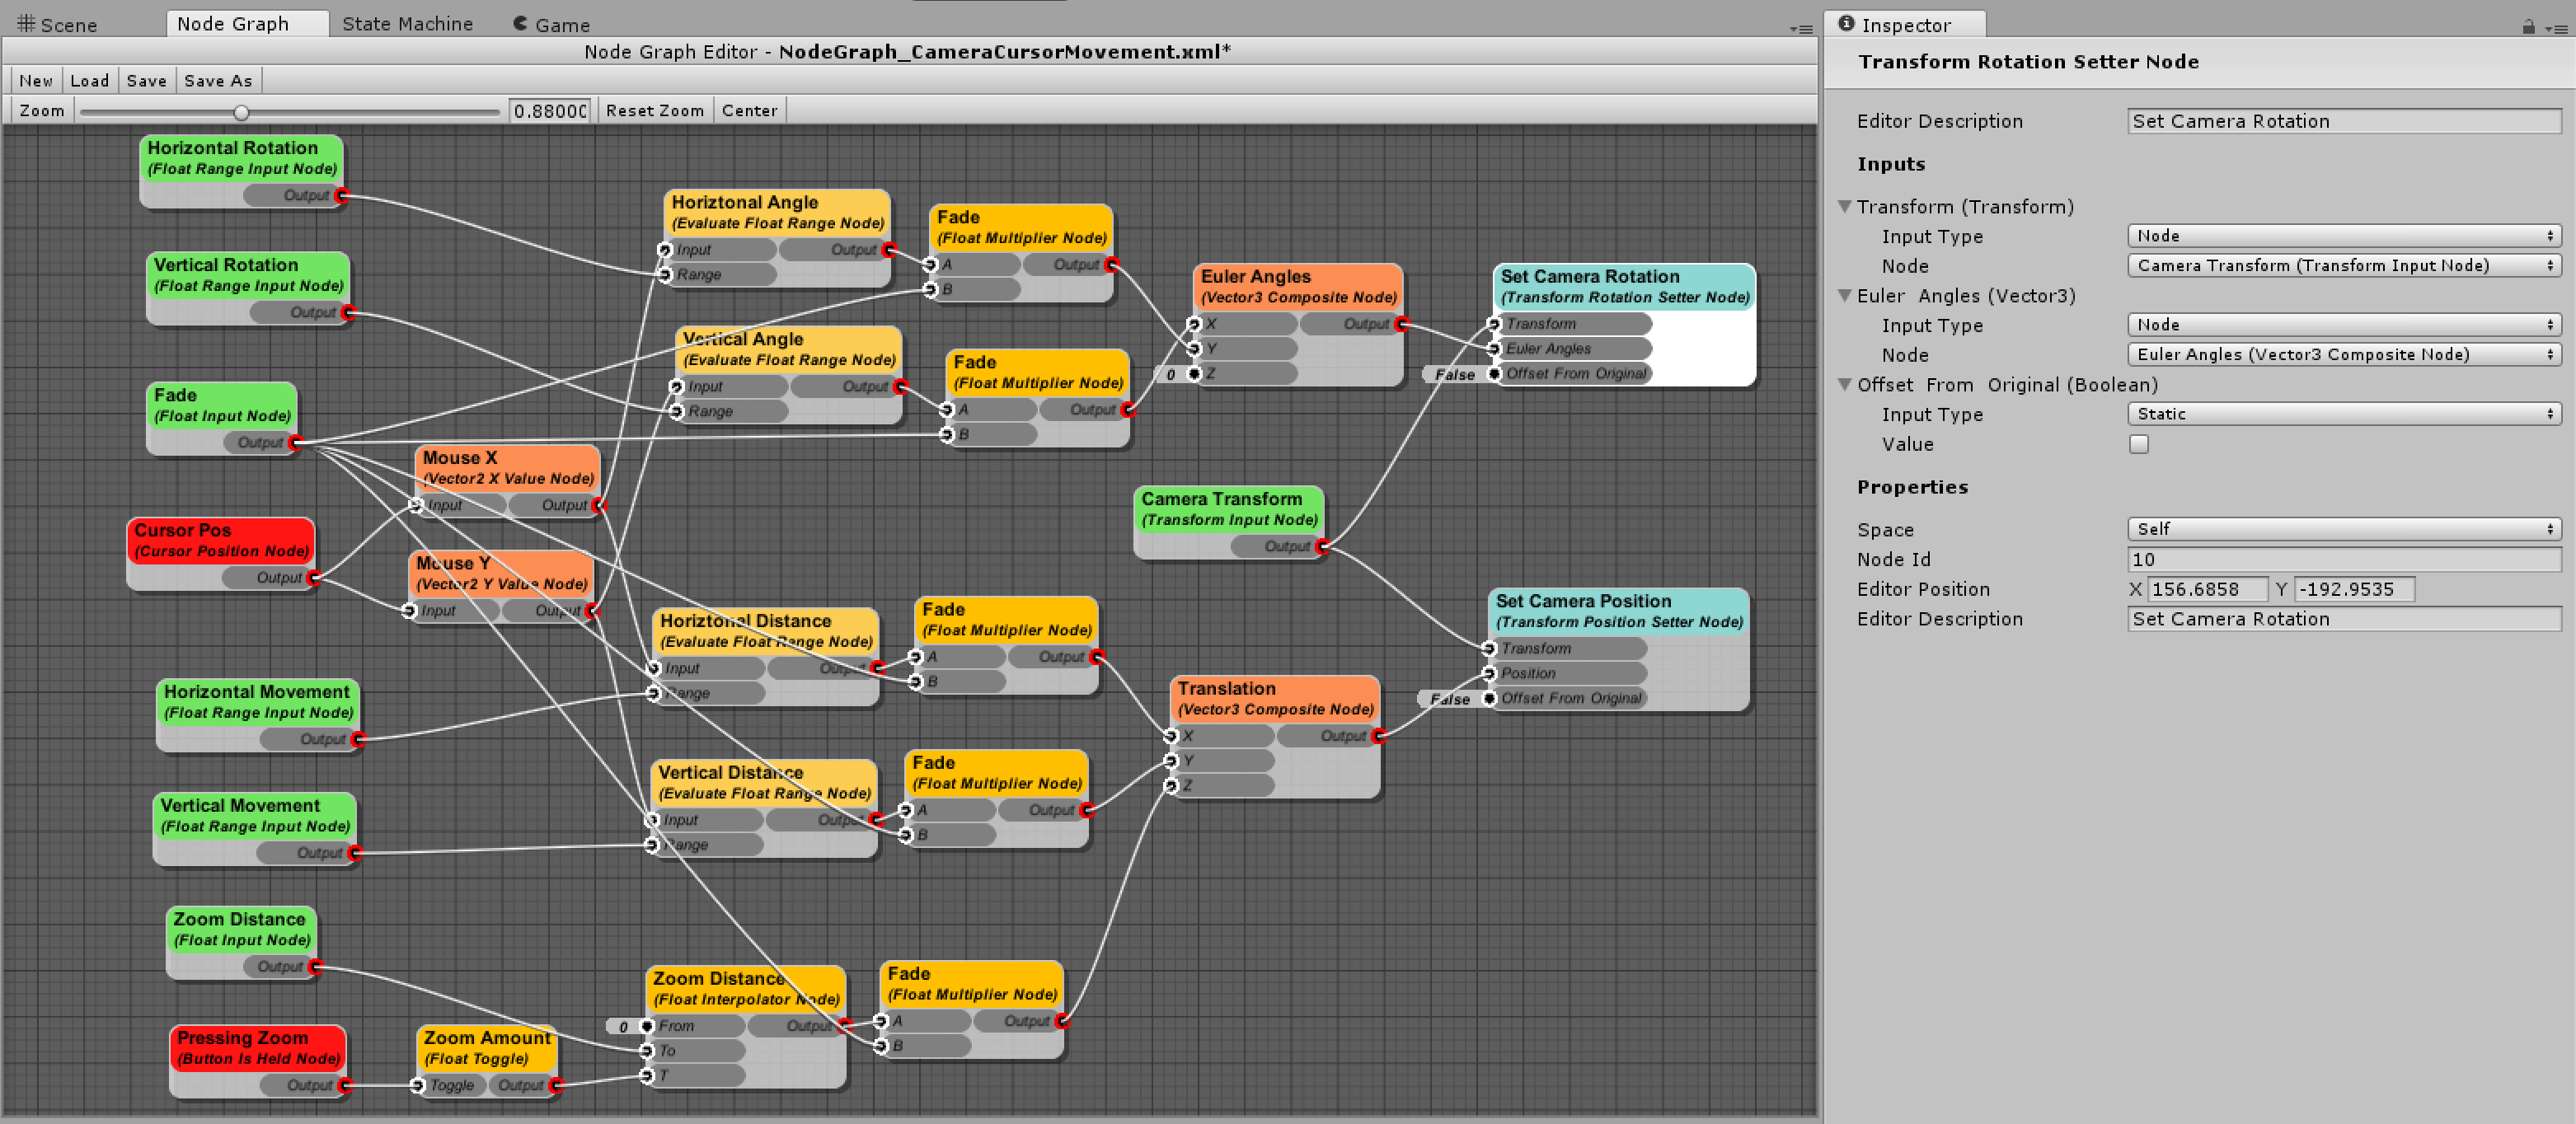 Scene
Node Graph
State Machine
Game
Node Graph Editor - NodeGraph_CameraCursorMovement.xml*
New
Load
Save
Save As
Zoom
0.88000
Reset Zoom
Center
Horizontal Rotation
(Float Range Input Node)
Output
Vertical Rotation
(Float Range Input Node)
Output
Fade
(Float Input Node)
Output
Cursor Pos
(Cursor Position Node)
Output
Mouse X
(Vector2 X Value Node)
Input
Output
Mouse Y
(Vector2 Y Value Node)
Input
Output
Horizontal Movement
(Float Range Input Node)
Output
Vertical Movement
(Float Range Input Node)
Output
Zoom Distance
(Float Input Node)
Output
Pressing Zoom
(Button Is Held Node)
Output
Zoom Amount
(Float Toggle)
Toggle
Output
Horiztonal Angle
(Evaluate Float Range Node)
Input
Output
Range
Vertical Angle
(Evaluate Float Range Node)
Input
Output
Range
Horiztonal Distance
(Evaluate Float Range Node)
Input
Output
Range
Vertical Distance
(Evaluate Float Range Node)
Input
Output
Range
Zoom Distance
(Float Interpolator Node)
0
From
Output
To
T
Fade
(Float Multiplier Node)
A
Output
B
Fade
(Float Multiplier Node)
A
Output
B
Fade
(Float Multiplier Node)
A
Output
B
Fade
(Float Multiplier Node)
A
Output
B
Fade
(Float Multiplier Node)
A
Output
B
Euler Angles
(Vector3 Composite Node)
X
Output
Y
0
Z
Camera Transform
(Transform Input Node)
Output
Translation
(Vector3 Composite Node)
X
Output
Y
Z
Set Camera Rotation
(Transform Rotation Setter Node)
Transform
Euler Angles
False
Offset From Original
Set Camera Position
(Transform Position Setter Node)
Transform
Position
False
Offset From Original
Inspector
Transform Rotation Setter Node
Editor Description
Set Camera Rotation
Inputs
Transform (Transform)
Input Type
Node
Node
Camera Transform (Transform Input Node)
Euler Angles (Vector3)
Input Type
Node
Node
Euler Angles (Vector3 Composite Node)
Offset From Original (Boolean)
Input Type
Static
Value
Properties
Space
Self
Node Id
10
Editor Position
X 156.6858 Y -192.9535
Editor Description
Set Camera Rotation